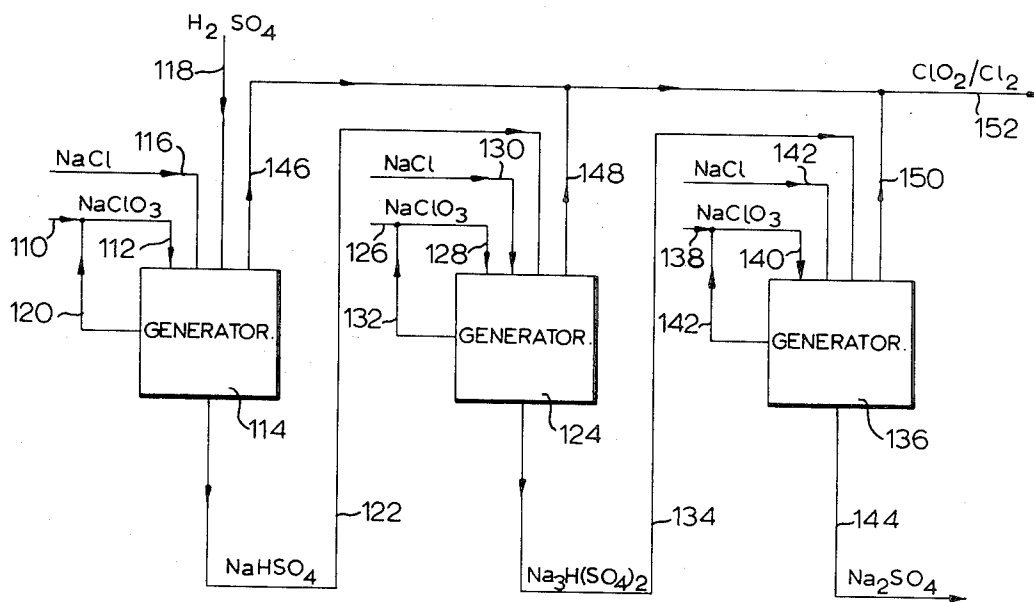 H2 SO4
118
ClO2/Cl2
152
NaCl
116
146
130
NaCl
148
142
NaCl
150
NaClO3
110
112
NaClO3
126
128
NaClO3
138
140
120
132
142
GENERATOR.
GENERATOR.
GENERATOR.
114
124
136
122
134
144
NaHSO4
Na3H(SO4)2
Na2SO4